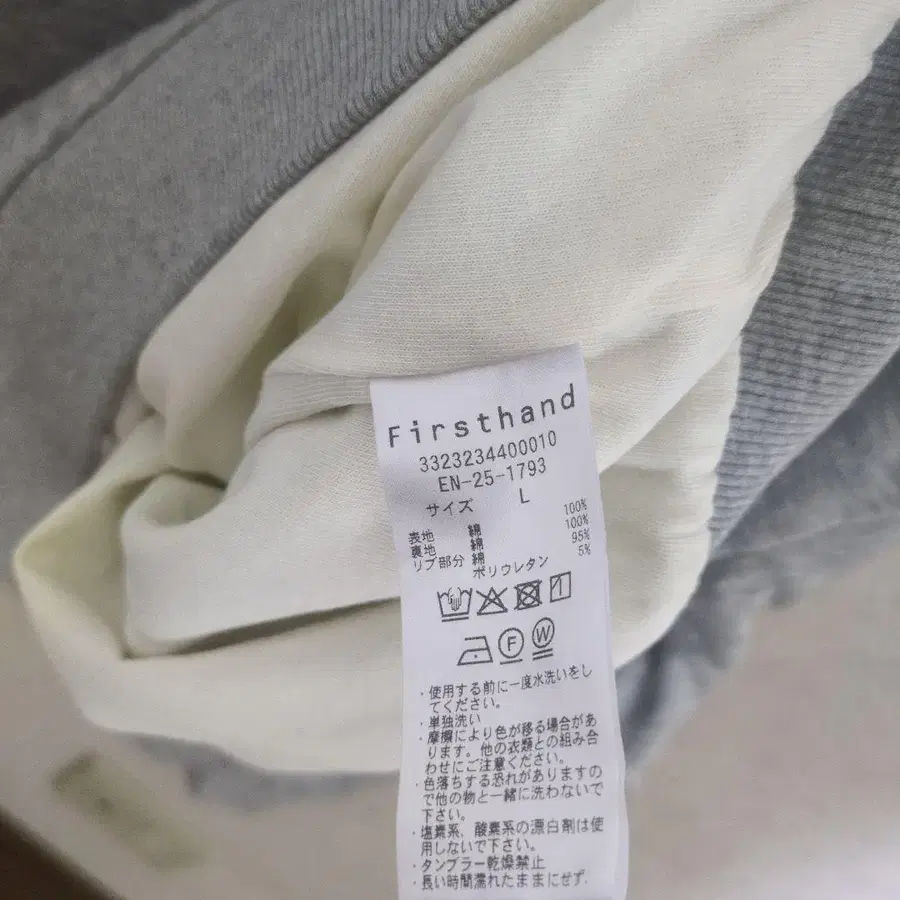 Firsthand
3323234400010
EN-25-1793
サイズ L
表地 綿 100%
裏地 綿 100%
リブ部分 綿 95%
ポリウレタン 5%
F W
・使用する前に一度水洗いをし
てください。
・単独洗い
・摩擦により色が移る場合があ
ります。他の衣類との組み合
わせにご注意ください。
・色落ちする恐れがありますの
で他の物と一緒に洗わないで
下さい。
・塩素系、酸素系の漂白剤は使
用しないで下さい。
・タンブラー乾燥禁止
・長い時間濡れたままにせず、